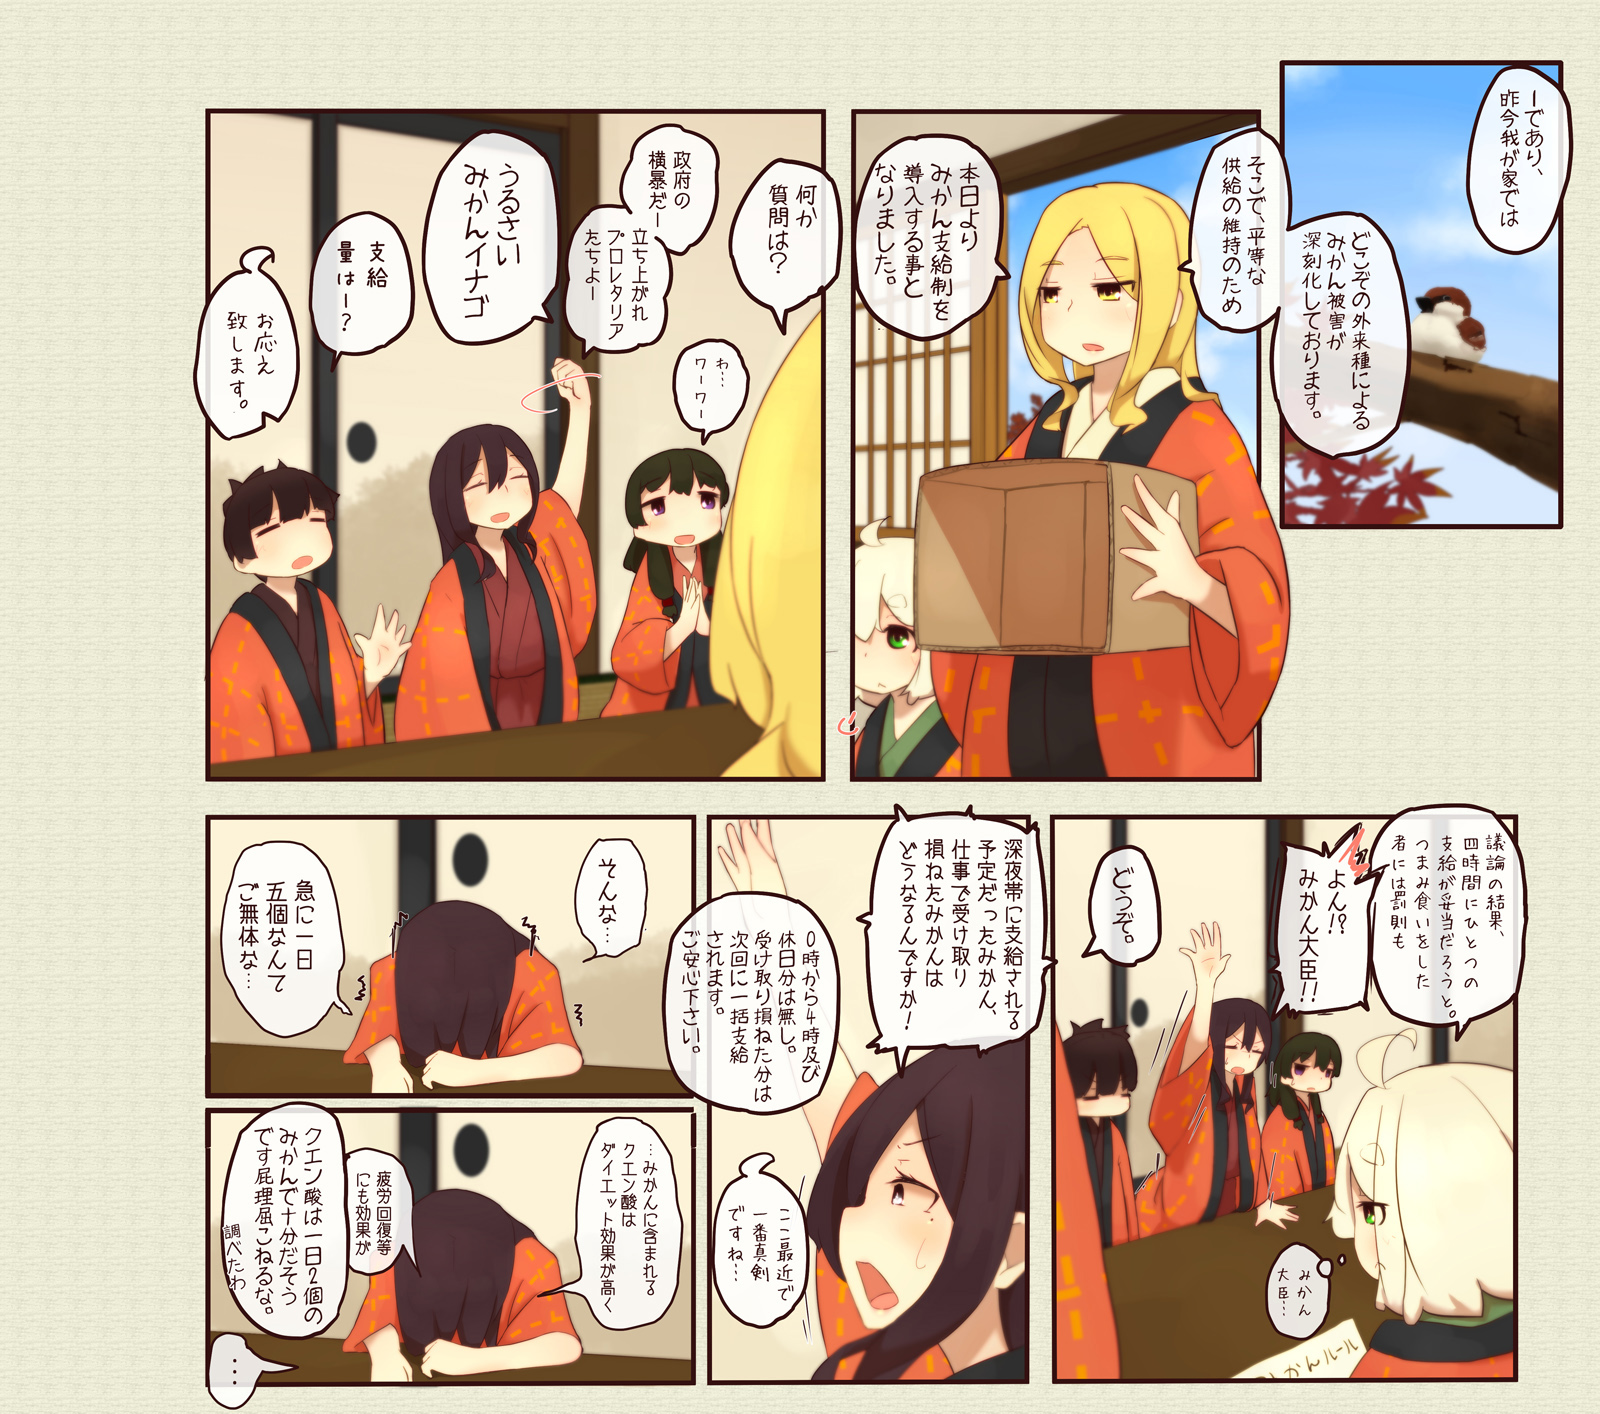 ーであり、
昨今我が家では
どこぞの外来種による
みかん被害が
深刻化しております。
そこで、平等な
供給の維持のため
本日より
みかん支給制を
導入する事と
なりました。
何か
質問は?
わ…
ワーワー
政府の
横暴だー
立ち上がれ
プロレタリア
たちよー
うるさい
みかんイナゴ
支給
量はー?
お応え
致します。
議論の結果、
四時間にひとつの
支給が妥当だろうと。
つまみ食いをした
者には罰則も
よん!?
みかん大臣!!
どうぞ。
みかん
大臣…
みかんルール
深夜帯に支給される
予定だったみかん、
仕事で受け取り
損ねたみかんは
どうなるんですか!
0時から4時及び
休日分は無し。
受け取り損ねた分は
次回に一括支給
されます。
ご安心下さい。
ここ最近で
一番真剣
ですね…
そんな…
急に一日
五個なんて
ご無体な…
…みかんに含まれる
クエン酸は
ダイエット効果が高く
疲労回復等
にも効果が
クエン酸は一日2個の
みかんで十分だそう
です屁理屈こねるな。
調べたわ
…